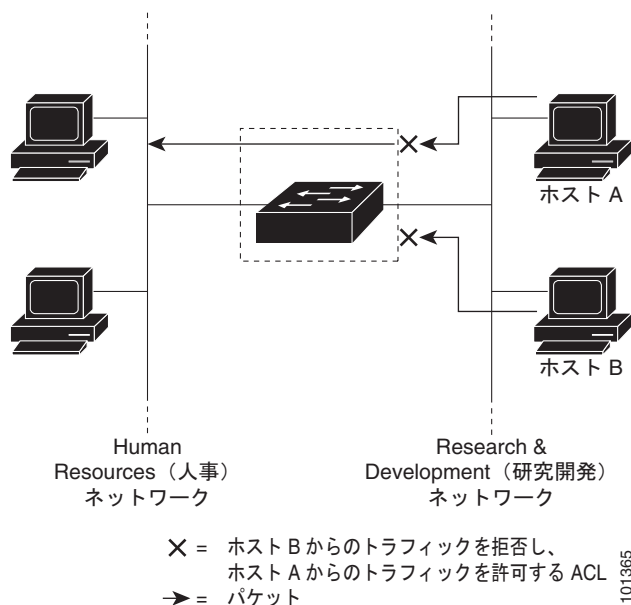 ホスト A
ホスト B
Human
Resources（人事）
ネットワーク
Research &
Development（研究開発）
ネットワーク
✕ = ホスト B からのトラフィックを拒否し、
ホスト A からのトラフィックを許可する ACL
➔ = パケット
101365